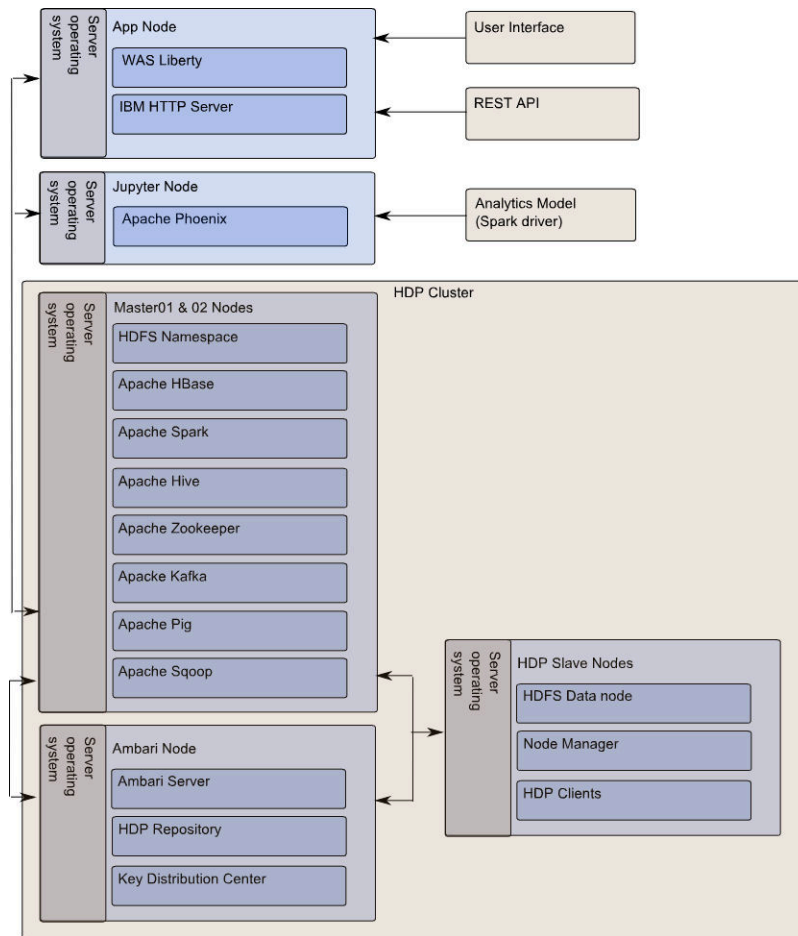 Server
operating
system
App Node
WAS Liberty
IBM HTTP Server
User Interface
REST API
Server
operating
system
Jupyter Node
Apache Phoenix
Analytics Model
(Spark driver)
HDP Cluster
Server
operating
system
Master01 & 02 Nodes
HDFS Namespace
Apache HBase
Apache Spark
Apache Hive
Apache Zookeeper
Apacke Kafka
Apache Pig
Apache Sqoop
Server
operating
system
HDP Slave Nodes
HDFS Data node
Node Manager
HDP Clients
Server
operating
system
Ambari Node
Ambari Server
HDP Repository
Key Distribution Center